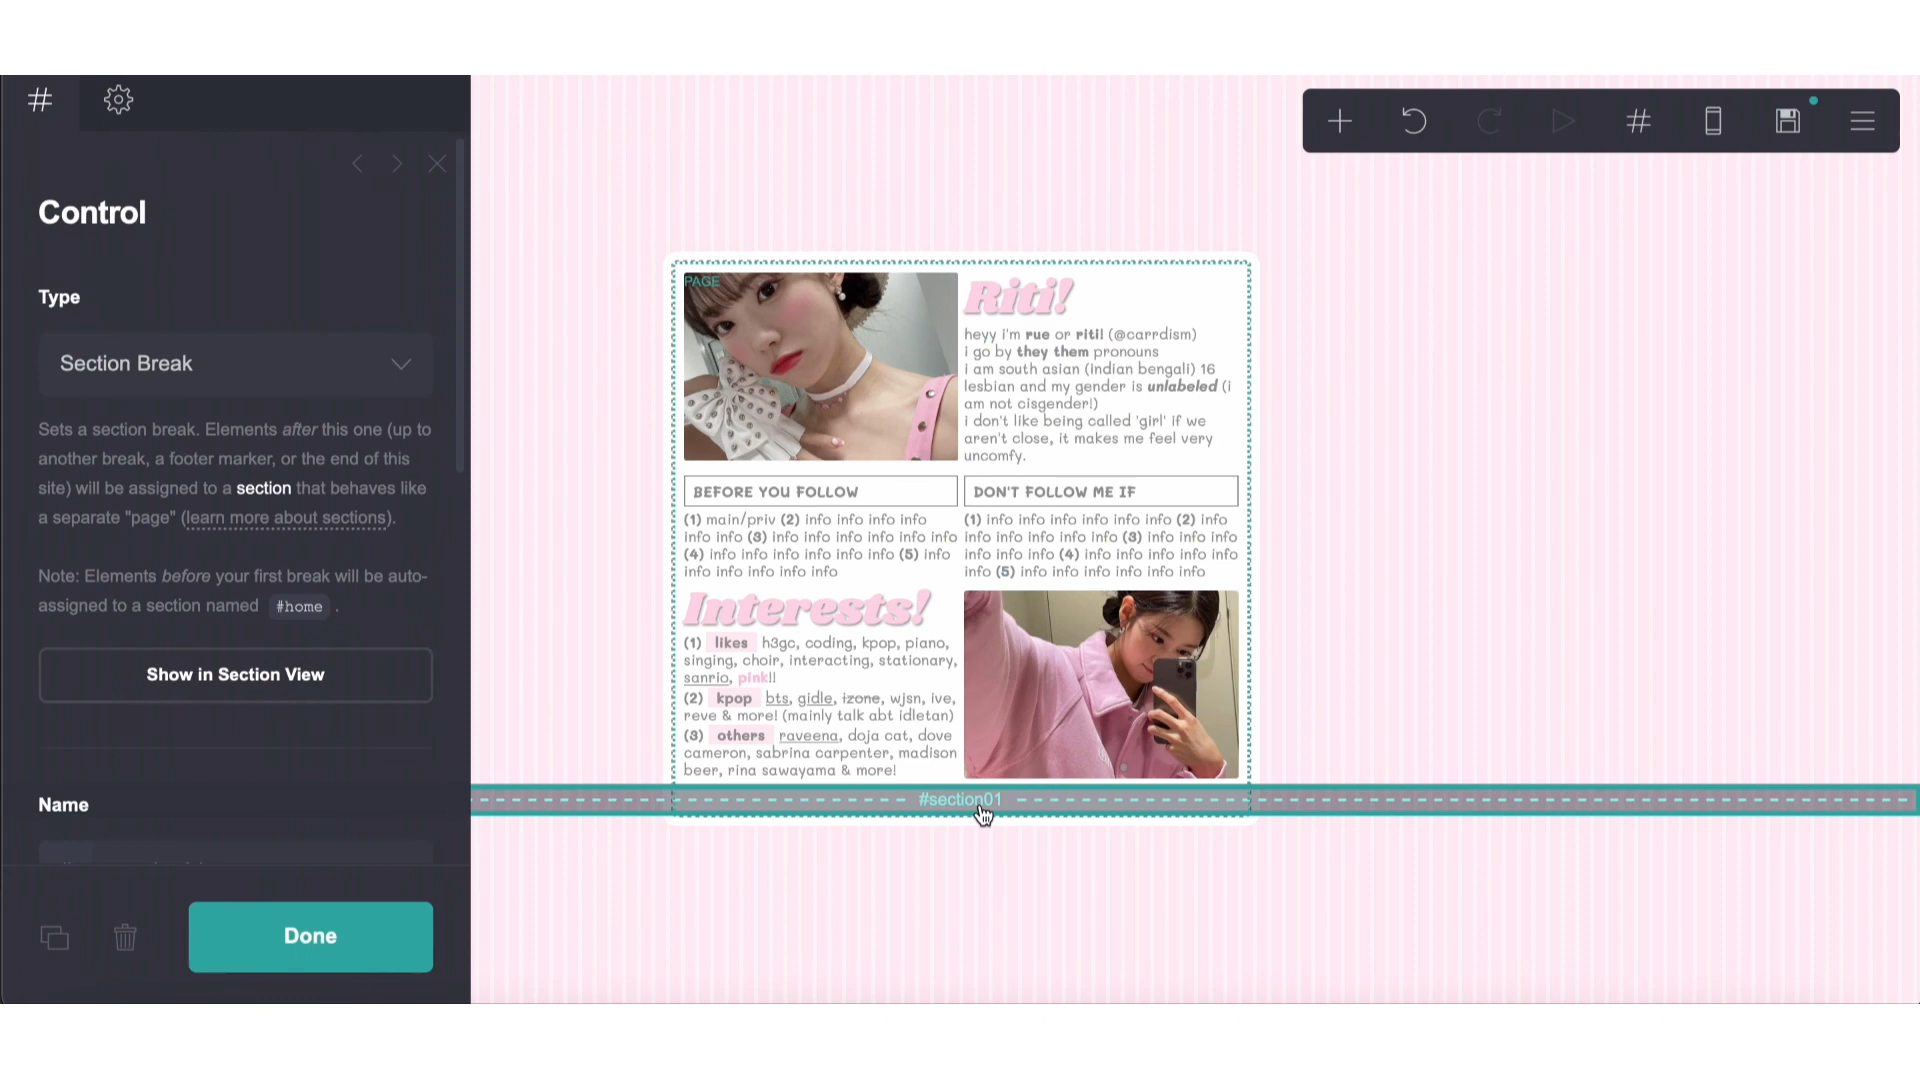 Control
Type
Section Break
Sets a section break. Elements after this one (up to
another break, a footer marker, or the end of this
site) will be assigned to a section that behaves like
a separate "page" (learn more about sections).
Note: Elements before your first break will be auto-
assigned to a section named #home .
Show in Section View
Name
Done
PAGE
Riti!
heyy i'm rue or riti! (@carrdism)
i go by they them pronouns
i am south asian (indian bengali) 16
lesbian and my gender is unlabeled (i
am not cisgender!)
i don't like being called 'girl' if we
aren't close, it makes me feel very
uncomfy.
BEFORE YOU FOLLOW
(1) main/priv (2) info info info info
info info (3) info info info info info info
(4) info info info info info info (5) info
info info info info info
DON'T FOLLOW ME IF
(1) info info info info info info (2) info
info info info info info (3) info info info
info info info (4) info info info info info
info (5) info info info info info info
Interests!
(1) likes h3gc, coding, kpop, piano,
singing, choir, interacting, stationary,
sanrio, pink!!
(2) kpop bts, gidle, izone, wjsn, ive,
reve & more! (mainly talk abt idletan)
(3) others raveena, doja cat, dove
cameron, sabrina carpenter, madison
beer, rina sawayama & more!
#section01